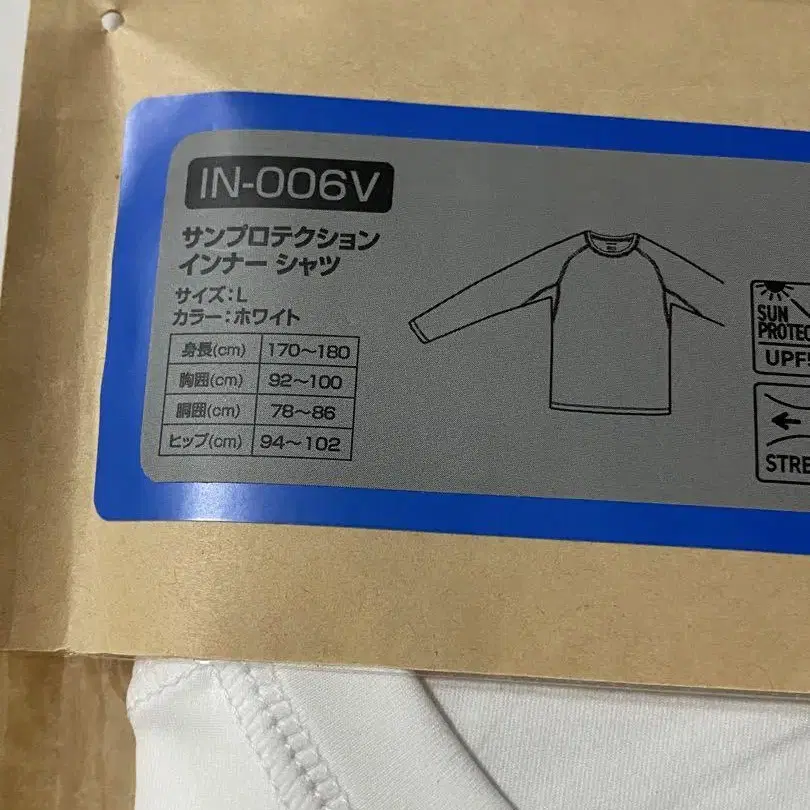 IN-006V
サンプロテクション
インナー シャツ
サイズ：L
カラー：ホワイト
身長(cm) 170～180
胸囲(cm) 92～100
胴囲(cm) 78～86
ヒップ(cm) 94～102
SUN